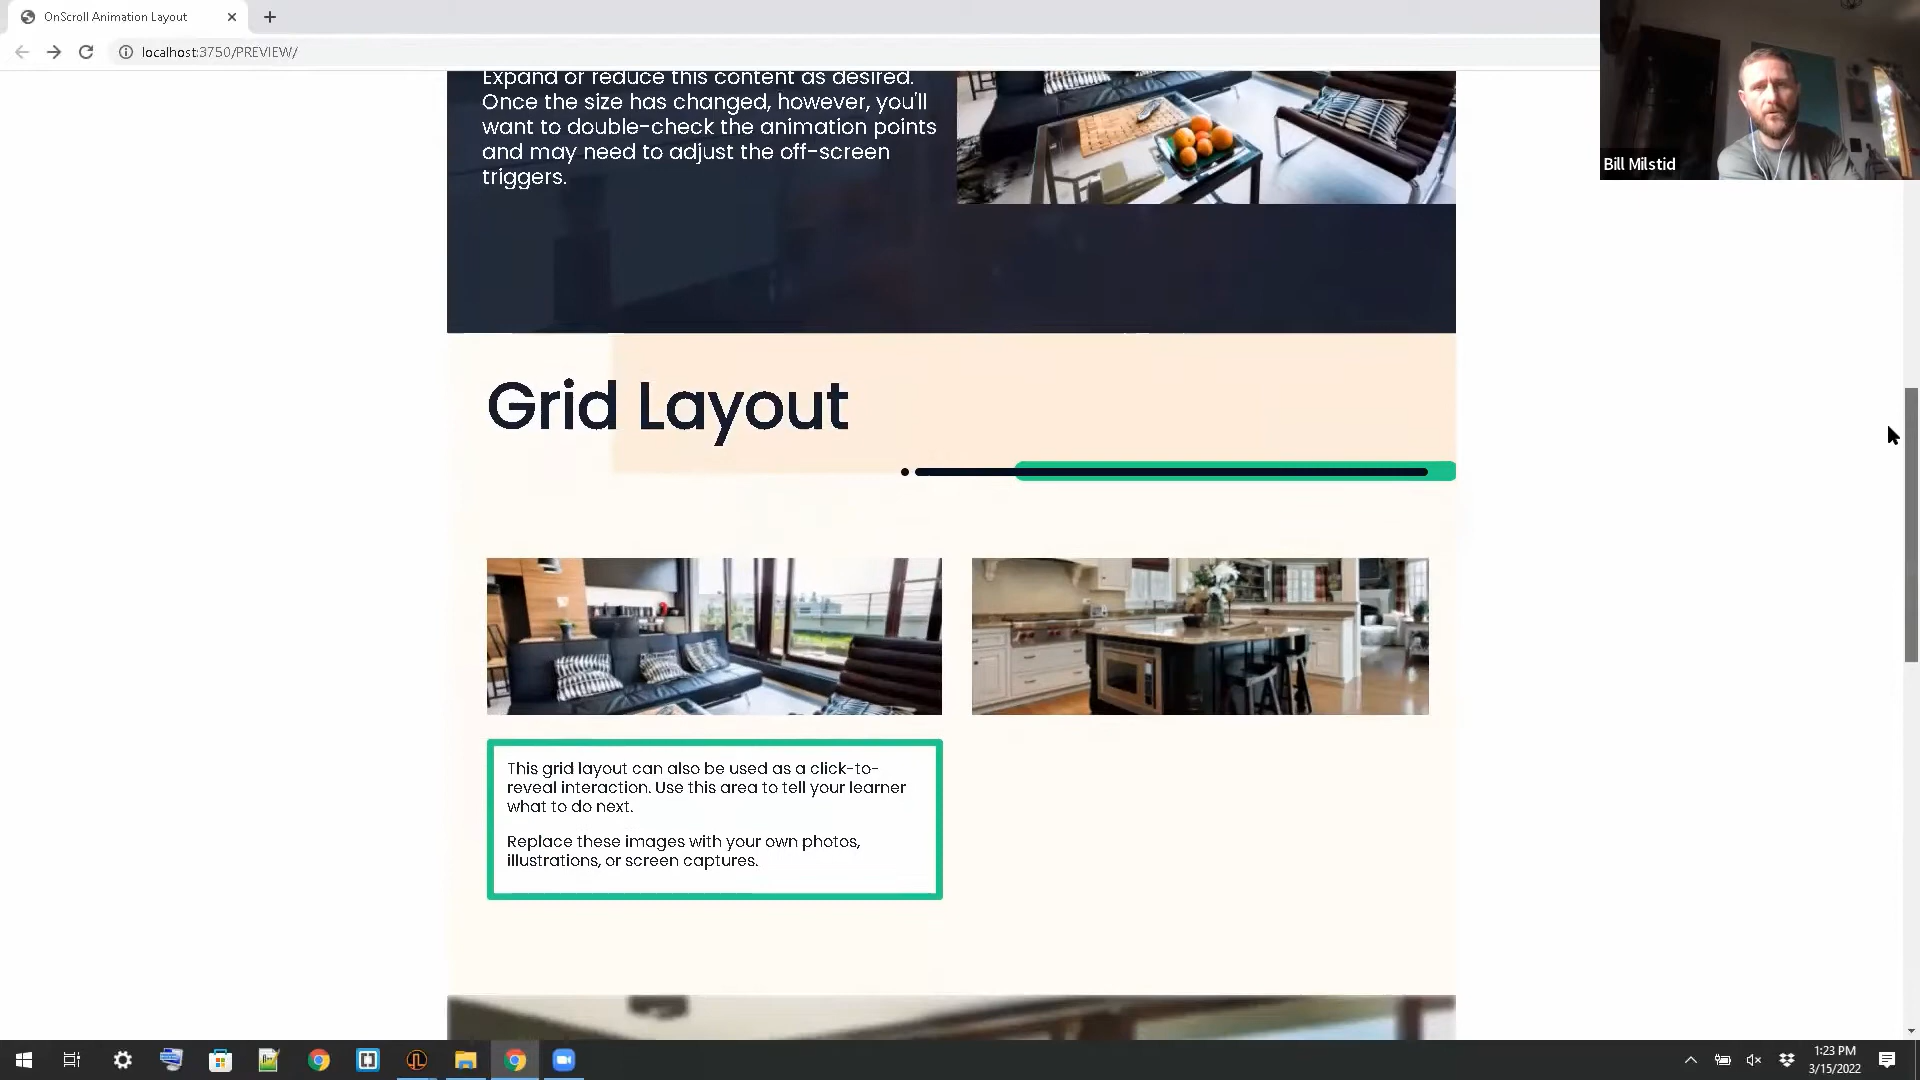 OnScroll Animation Layout
localhost:3750/PREVIEW/
Bill Milstid
Expand or reduce this content as desired.
Once the size has changed, however, you'll
want to double-check the animation points
and may need to adjust the off-screen
triggers.
Grid Layout
This grid layout can also be used as a click-to-
reveal interaction. Use this area to tell your learner
what to do next.
Replace these images with your own photos,
illustrations, or screen captures.
1:23 PM
3/15/2022